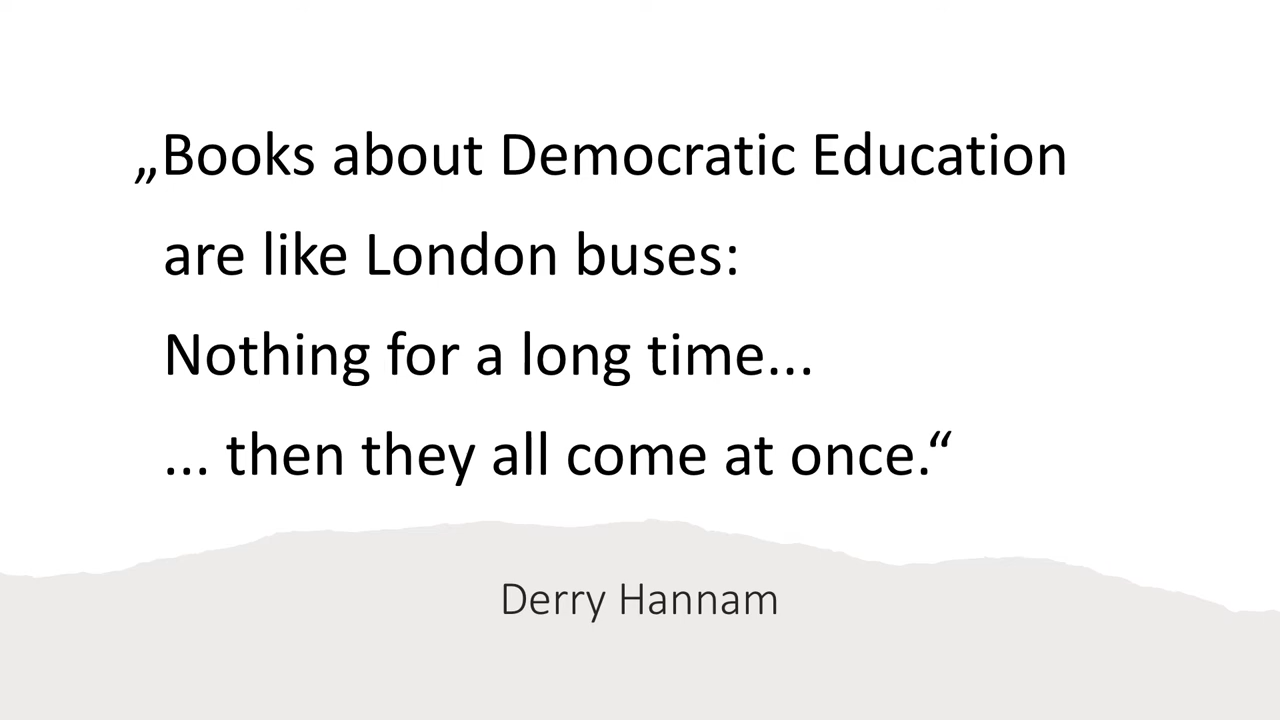 „Books about Democratic Education
are like London buses:
Nothing for a long time...
... then they all come at once.“
Derry Hannam